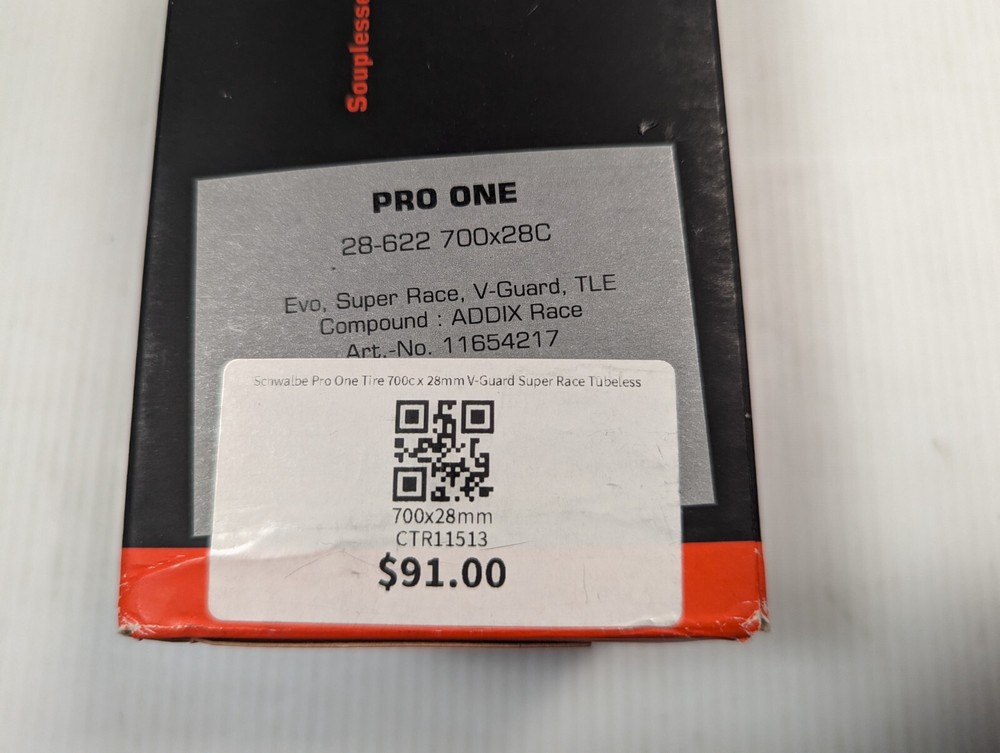 Souplesse
PRO ONE
28-622 700x28C
Evo, Super Race, V-Guard, TLE
Compound : ADDIX Race
Art.-No. 11654217
Schwalbe Pro One Tire 700c x 28mm V-Guard Super Race Tubeless
700x28mm
CTR11513
$91.00